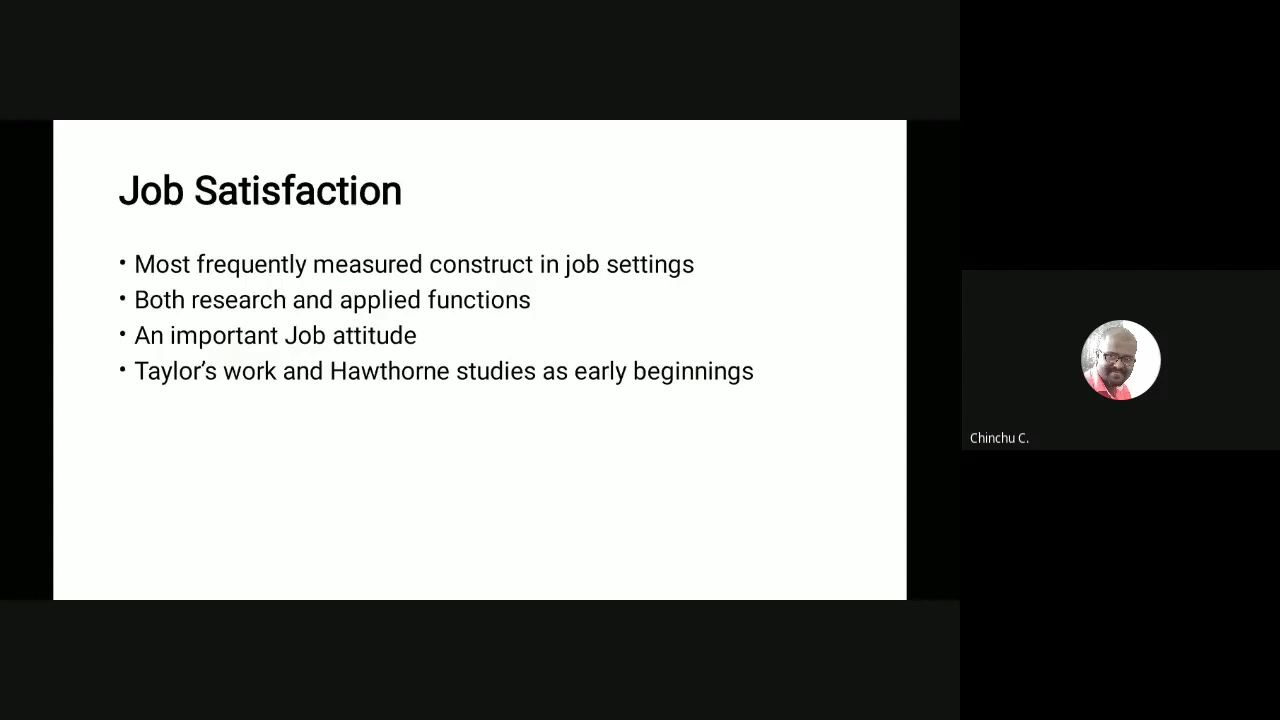 Job Satisfaction
• Most frequently measured construct in job settings
• Both research and applied functions
• An important Job attitude
• Taylor’s work and Hawthorne studies as early beginnings
Chinchu C.